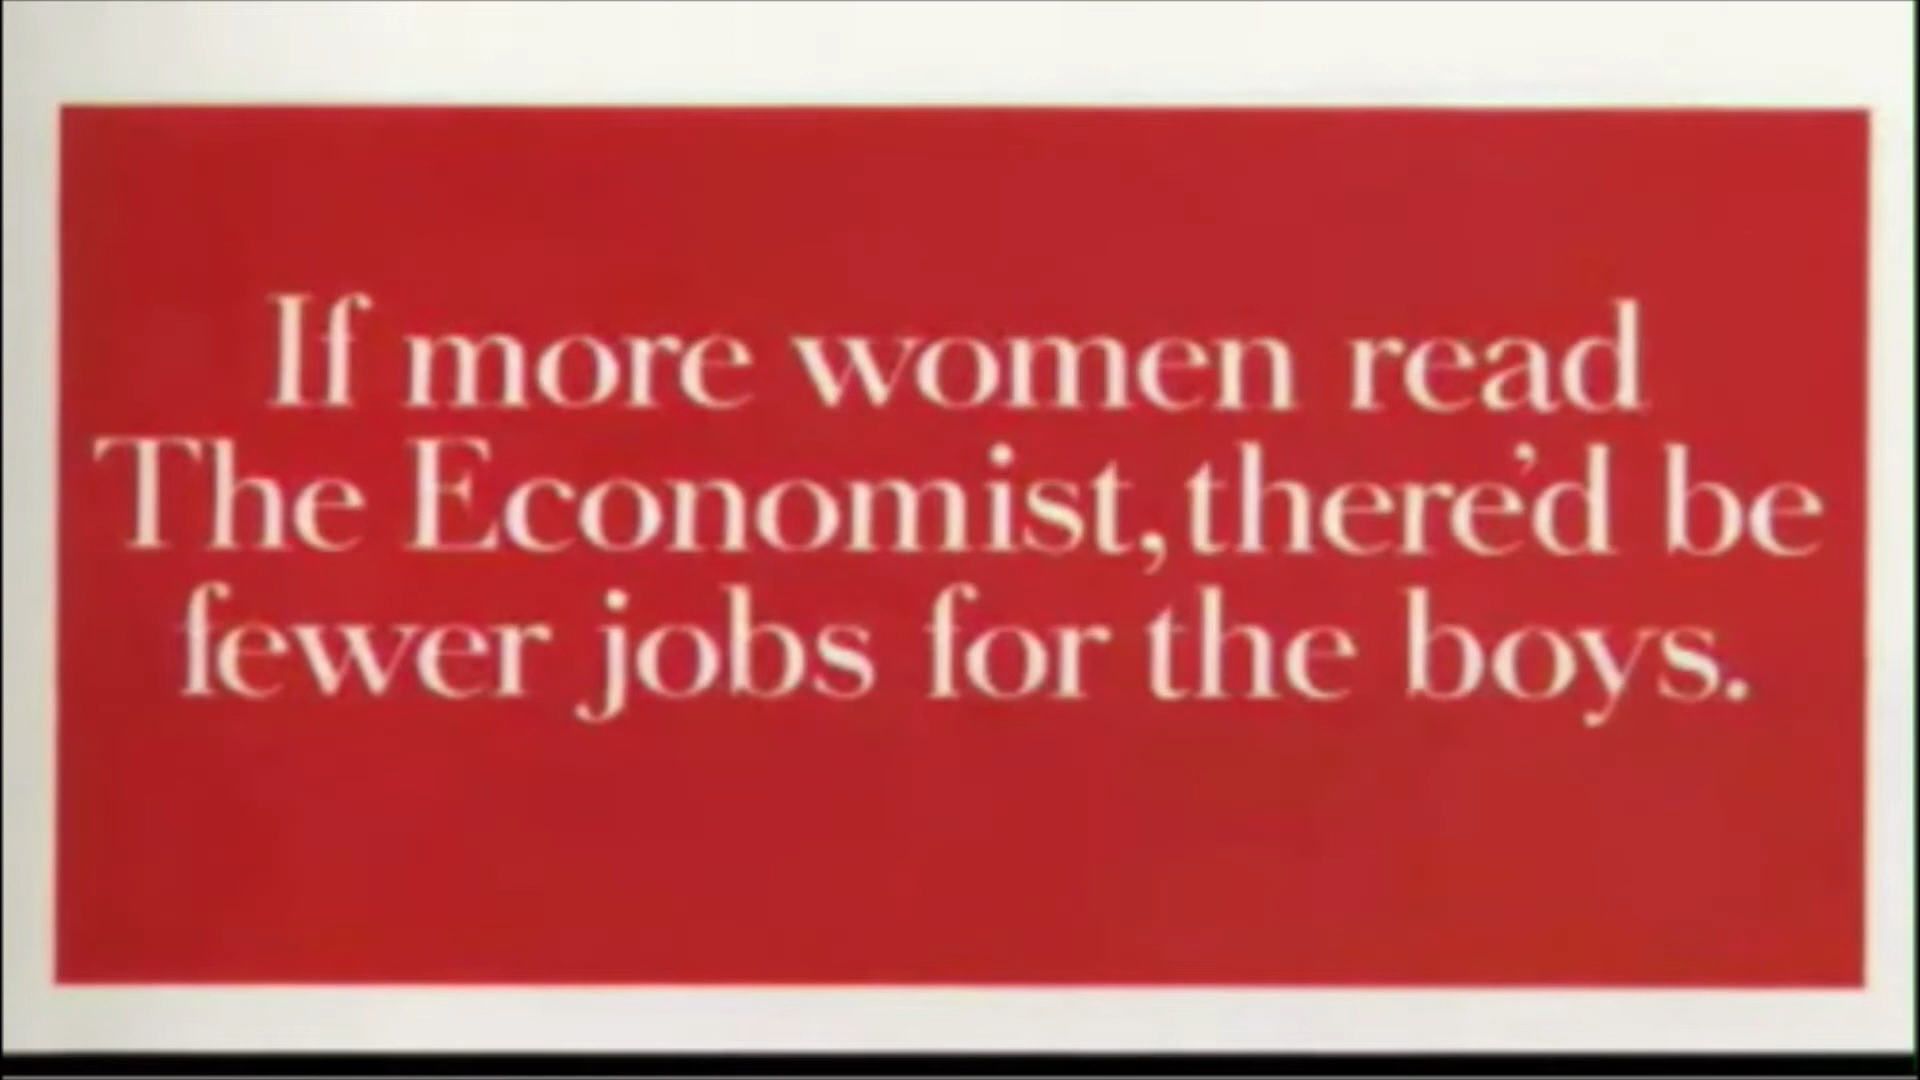 If more women read
The Economist, there'd be
fewer jobs for the boys.